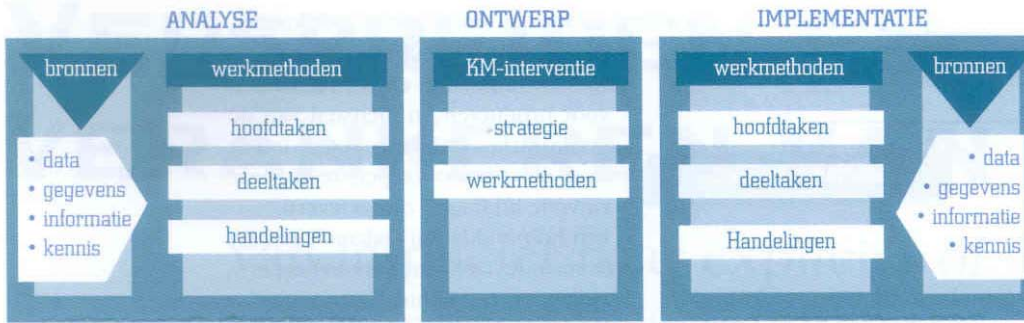 ANALYSE
bronnen
• data
• gegevens
• informatie
• kennis
werkmethoden
hoofdtaken
deeltaken
handelingen
ONTWERP
KM-interventie
strategie
werkmethoden
IMPLEMENTATIE
werkmethoden
hoofdtaken
deeltaken
Handelingen
bronnen
• data
• gegevens
• informatie
• kennis